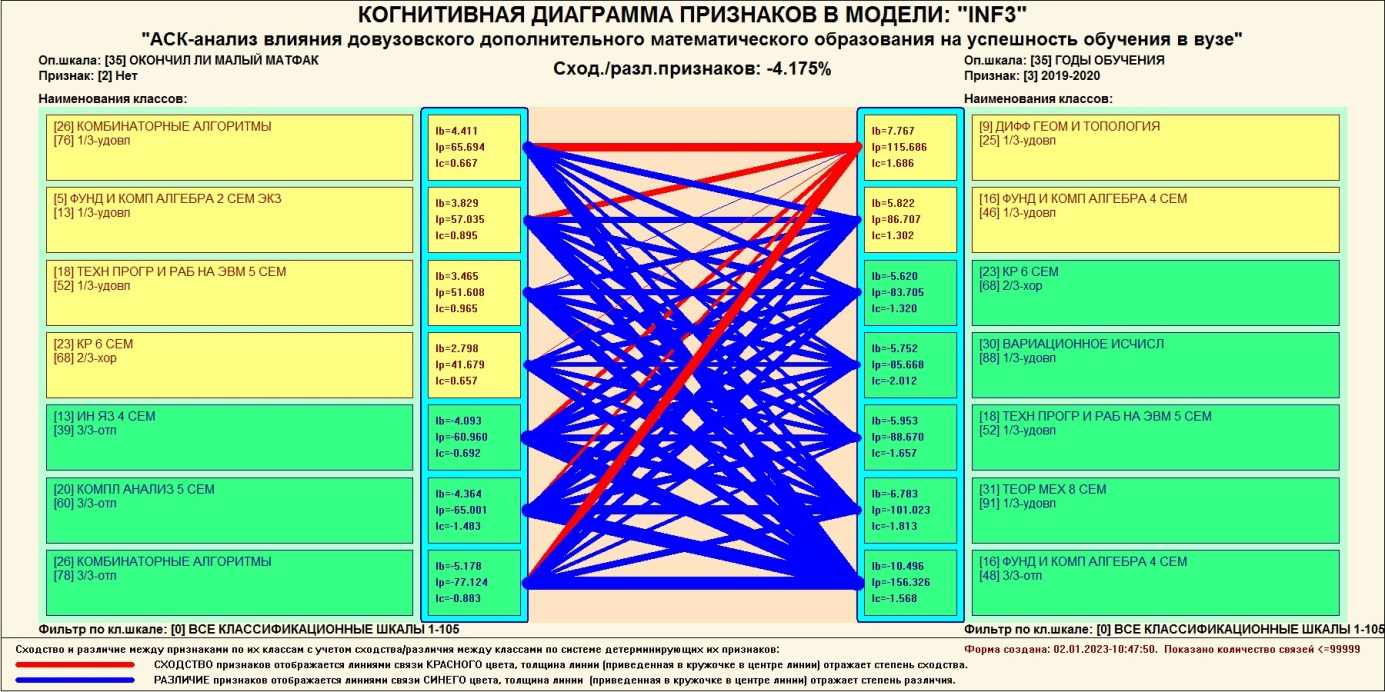 КОГНИТИВНАЯ ДИАГРАММА ПРИЗНАКОВ В МОДЕЛИ: "INF3"
"АСК-анализ влияния довузовского дополнительного математического образования на успешность обучения в вузе"
Оп.шкала: [35] ОКОНЧИЛ ЛИ МАЛЫЙ МАТФАК
Признак: [2] Нет
Сход./разл.признаков: -4.175%
Оп.шкала: [35] ГОДЫ ОБУЧЕНИЯ
Признак: [3] 2019-2020
Наименования классов:
Наименования классов:
[26] КОМБИНАТОРНЫЕ АЛГОРИТМЫ
[76] 1/3-удовл
Ib=4.411
Ip=65.694
Ic=0.667
Ib=7.767
Ip=115.686
Ic=1.686
[9] ДИФФ ГЕОМ И ТОПОЛОГИЯ
[25] 1/3-удовл
[5] ФУНД И КОМП АЛГЕБРА 2 СЕМ ЭКЗ
[13] 1/3-удовл
Ib=3.829
Ip=57.035
Ic=0.895
Ib=5.822
Ip=86.707
Ic=1.302
[16] ФУНД И КОМП АЛГЕБРА 4 СЕМ
[46] 1/3-удовл
[18] ТЕХН ПРОГР И РАБ НА ЭВМ 5 СЕМ
[52] 1/3-удовл
Ib=3.465
Ip=51.608
Ic=0.965
Ib=-5.620
Ip=-83.705
Ic=-1.320
[23] КР 6 СЕМ
[68] 2/3-хор
[23] КР 6 СЕМ
[68] 2/3-хор
Ib=2.798
Ip=41.679
Ic=0.657
Ib=-5.752
Ip=-85.668
Ic=-2.012
[30] ВАРИАЦИОННОЕ ИСЧИСЛ
[88] 1/3-удовл
[13] ИН ЯЗ 4 СЕМ
[39] 3/3-отл
Ib=-4.093
Ip=-60.960
Ic=-0.692
Ib=-5.953
Ip=-88.670
Ic=-1.657
[18] ТЕХН ПРОГР И РАБ НА ЭВМ 5 СЕМ
[52] 1/3-удовл
[20] КОМПЛ АНАЛИЗ 5 СЕМ
[60] 3/3-отл
Ib=-4.364
Ip=-65.001
Ic=-1.483
Ib=-6.783
Ip=-101.023
Ic=-1.813
[31] ТЕОР МЕХ 8 СЕМ
[91] 1/3-удовл
[26] КОМБИНАТОРНЫЕ АЛГОРИТМЫ
[78] 3/3-отл
Ib=-5.178
Ip=-77.124
Ic=-0.883
Ib=-10.496
Ip=-156.326
Ic=-1.568
[16] ФУНД И КОМП АЛГЕБРА 4 СЕМ
[48] 3/3-отл
Фильтр по кл.шкале: [0] ВСЕ КЛАССИФИКАЦИОННЫЕ ШКАЛЫ 1-105
Фильтр по кл.шкале: [0] ВСЕ КЛАССИФИКАЦИОННЫЕ ШКАЛЫ 1-105
Сходство и различие между признаками по их классам с учетом сходства/различия между классами по системе детерминирующих их признаков:
Форма создана: 02.01.2023-10:47:50. Показано количество связей <=99999
СХОДСТВО признаков отображается линиями связи КРАСНОГО цвета, толщина линии (приведенная в кружочке в центре линии) отражает степень сходства.
РАЗЛИЧИЕ признаков отображается линиями связи СИНЕГО цвета, толщина линии (приведенная в кружочке в центре линии) отражает степень различия.